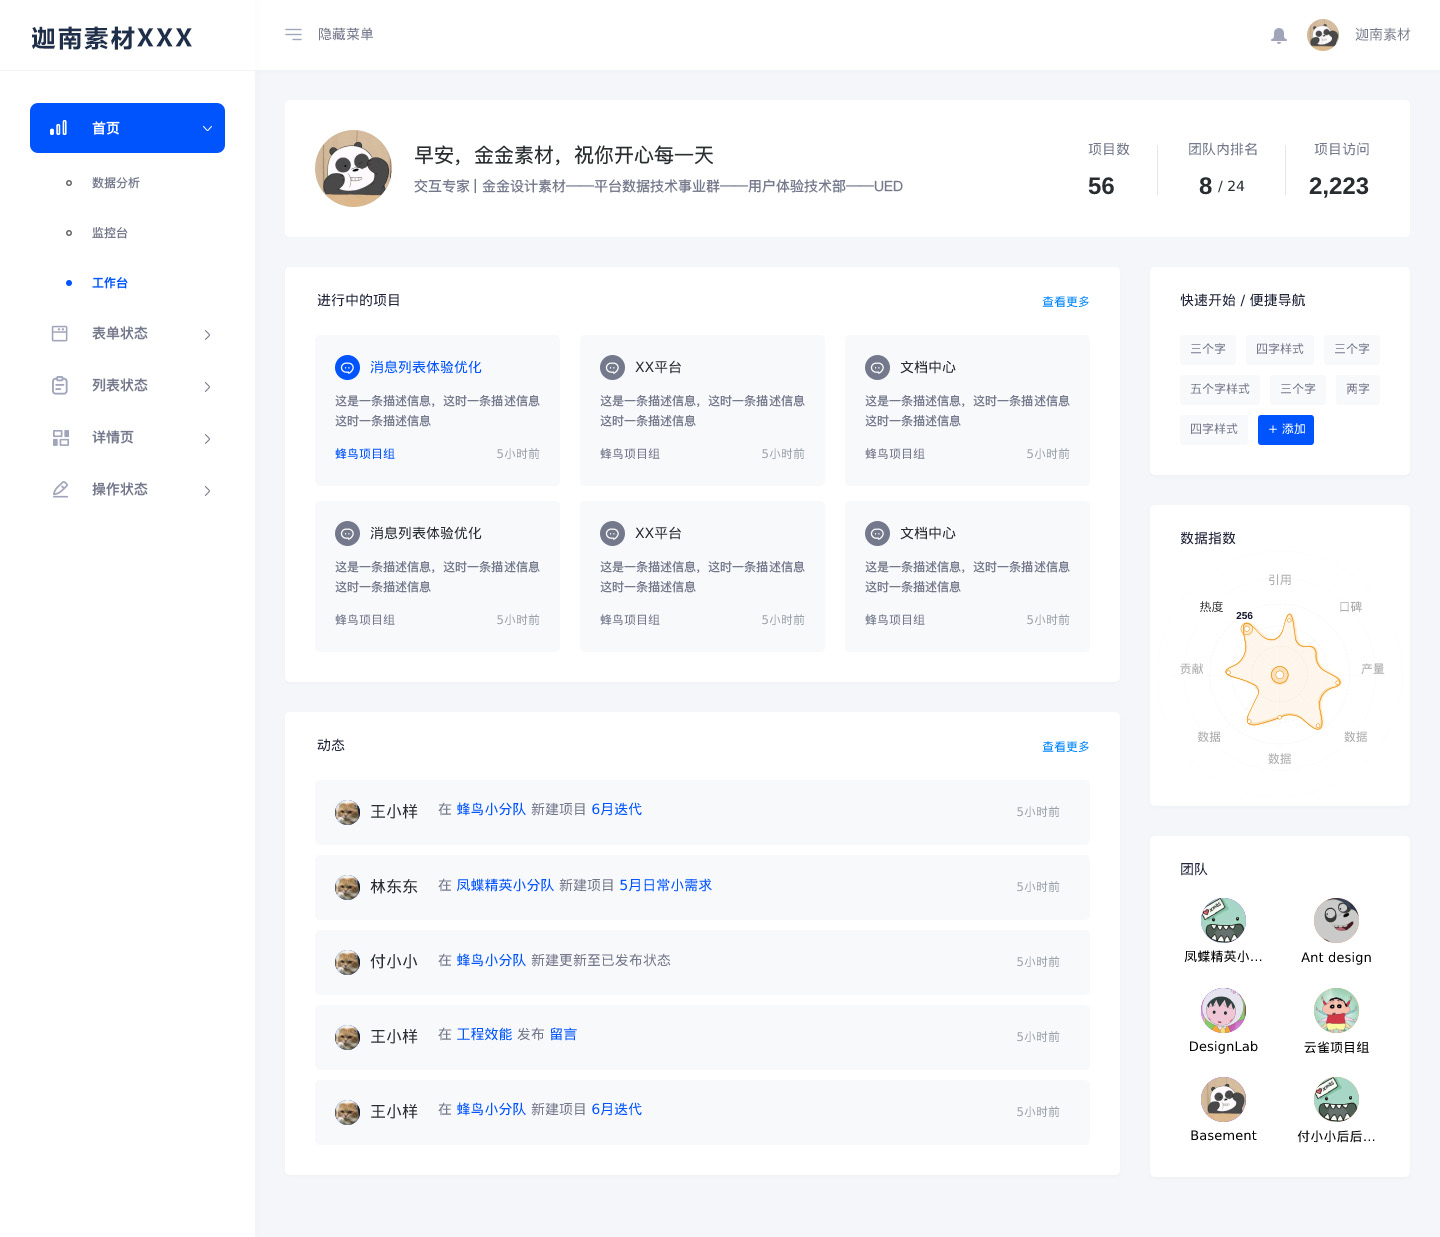 迦南素材XXX
隐藏菜单
迦南素材
首页
数据分析
监控台
工作台
表单状态
列表状态
详情页
操作状态
早安，金金素材，祝你开心每一天
交互专家 | 金金设计素材——平台数据技术事业群——用户体验技术部——UED
项目数
56
团队内排名
8 / 24
项目访问
2,223
进行中的项目
查看更多
消息列表体验优化
这是一条描述信息，这时一条描述信息
这时一条描述信息
蜂鸟项目组
5小时前
XX平台
这是一条描述信息，这时一条描述信息
这时一条描述信息
蜂鸟项目组
5小时前
文档中心
这是一条描述信息，这时一条描述信息
这时一条描述信息
蜂鸟项目组
5小时前
消息列表体验优化
这是一条描述信息，这时一条描述信息
这时一条描述信息
蜂鸟项目组
5小时前
XX平台
这是一条描述信息，这时一条描述信息
这时一条描述信息
蜂鸟项目组
5小时前
文档中心
这是一条描述信息，这时一条描述信息
这时一条描述信息
蜂鸟项目组
5小时前
动态
查看更多
王小样
在 蜂鸟小分队 新建项目 6月迭代
5小时前
林东东
在 凤蝶精英小分队 新建项目 5月日常小需求
5小时前
付小小
在 蜂鸟小分队 新建更新至已发布状态
5小时前
王小样
在 工程效能 发布 留言
5小时前
王小样
在 蜂鸟小分队 新建项目 6月迭代
5小时前
快速开始 / 便捷导航
三个字 四字样式 三个字
五个字样式 三个字 两字
四字样式 + 添加
数据指数
引用
热度
256
口碑
贡献
产量
数据
数据
数据
团队
凤蝶精英小...
Ant design
DesignLab
云雀项目组
Basement
付小小后后...